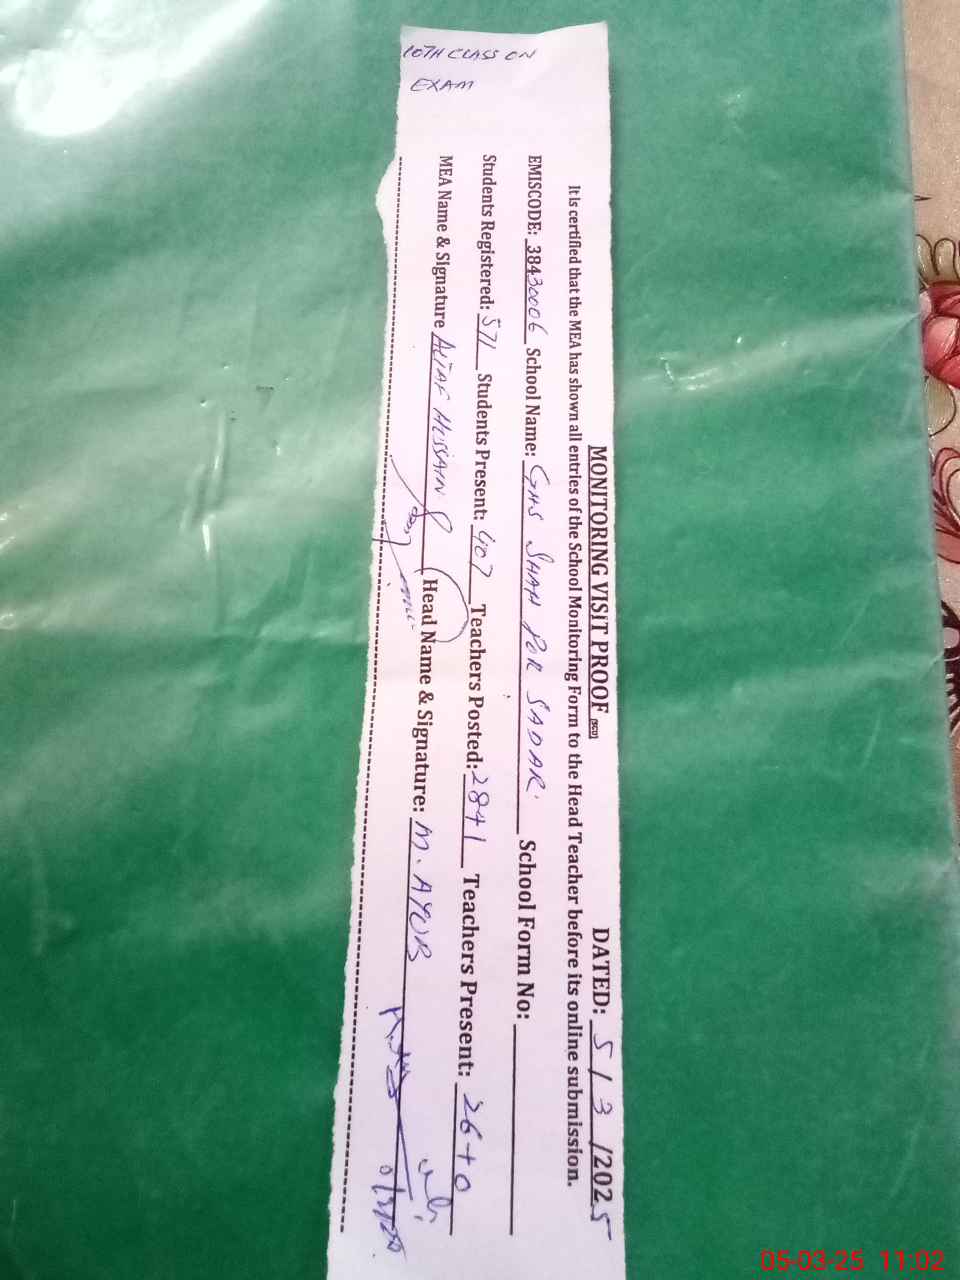 10TH CLASS ON
EXAM
MONITORING VISIT PROOF DATED: 5/3/2025
It is certified that the MEA has shown all entries of the School Monitoring Form to the Head Teacher before its online submission.
EMISCODE: 38430006 School Name: GHS SHAH POR SADAR. School Form No:
Students Registered: 571 Students Present: 407 Teachers Posted: 28+1 Teachers Present: 26+0
MEA Name & Signature ALTAF HUSSAIN Head Name & Signature: M. AYUB
05-03-25 11:02